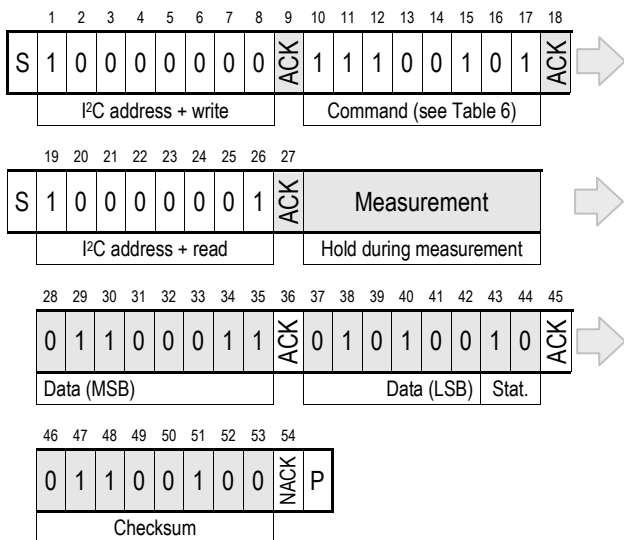 1 2 3 4 5 6 7 8 9 10 11 12 13 14 15 16 17 18
S 1 0 0 0 0 0 0 0 ACK 1 1 1 0 0 1 0 1 ACK
I²C address + write Command (see Table 6)
19 20 21 22 23 24 25 26 27
S 1 0 0 0 0 0 0 1 ACK Measurement
I²C address + read Hold during measurement
28 29 30 31 32 33 34 35 36 37 38 39 40 41 42 43 44 45
0 1 1 0 0 0 1 1 ACK 0 1 0 1 0 0 1 0 ACK
Data (MSB) Data (LSB) Stat.
46 47 48 49 50 51 52 53 54
0 1 1 0 0 1 0 0 NACK P
Checksum